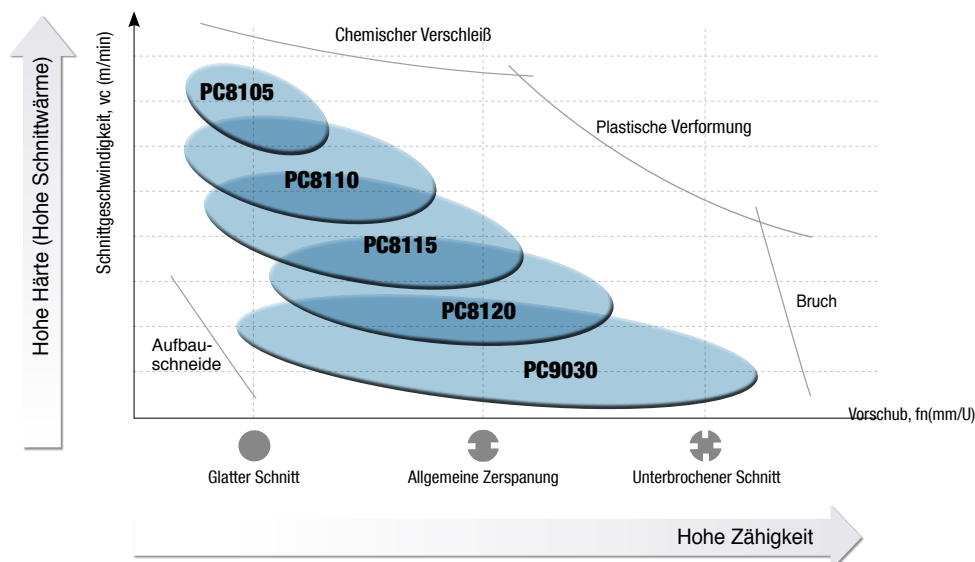 Hohe Härte (Hohe Schnittwärme)
Schnittgeschwindigkeit, vc (m/min)
Chemischer Verschleiß
PC8105
Plastische Verformung
PC8110
PC8115
PC8120
Bruch
Aufbau-
schneide
PC9030
Vorschub, fn(mm/U)
Glatter Schnitt
Allgemeine Zerspanung
Unterbrochener Schnitt
Hohe Zähigkeit